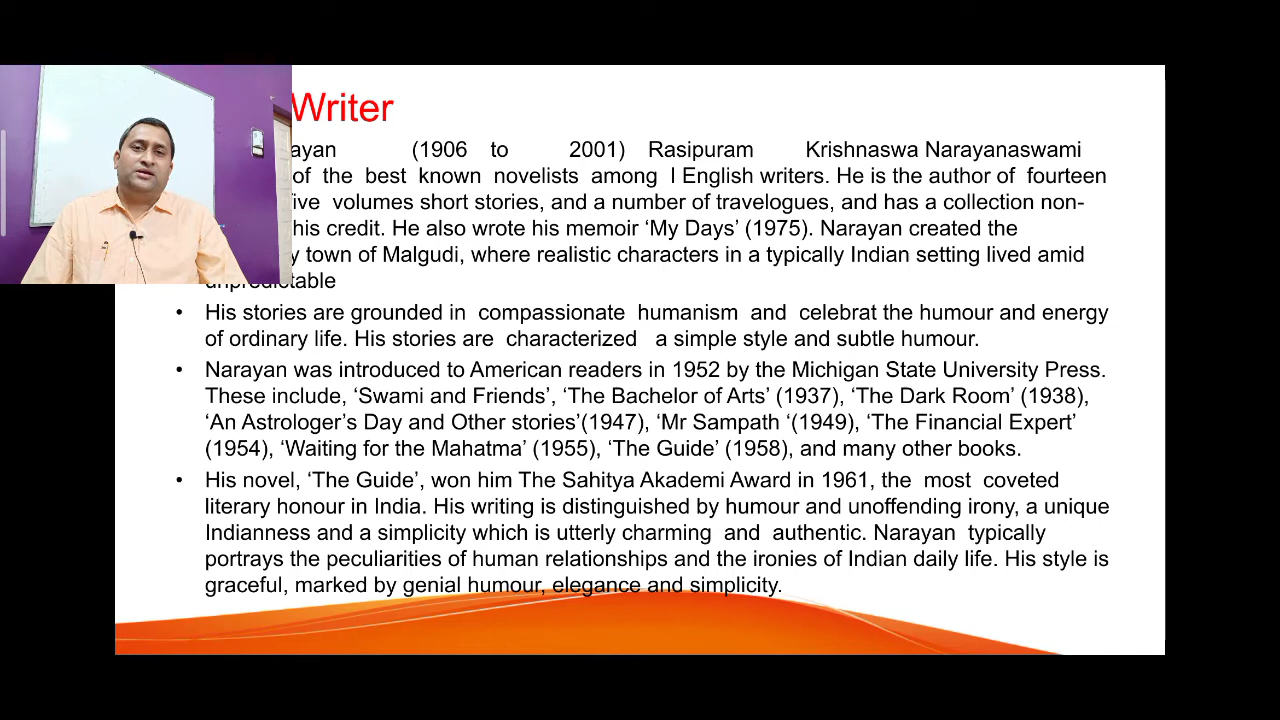 Writer
ayan (1906 to 2001) Rasipuram Krishnaswa Narayanaswami
of the best known novelists among l English writers. He is the author of fourteen
ive volumes short stories, and a number of travelogues, and has a collection non-
his credit. He also wrote his memoir ‘My Days’ (1975). Narayan created the
y town of Malgudi, where realistic characters in a typically Indian setting lived amid
unpredictable
• His stories are grounded in compassionate humanism and celebrat the humour and energy
of ordinary life. His stories are characterized a simple style and subtle humour.
• Narayan was introduced to American readers in 1952 by the Michigan State University Press.
These include, ‘Swami and Friends’, ‘The Bachelor of Arts’ (1937), ‘The Dark Room’ (1938),
‘An Astrologer’s Day and Other stories’(1947), ‘Mr Sampath ‘(1949), ‘The Financial Expert’
(1954), ‘Waiting for the Mahatma’ (1955), ‘The Guide’ (1958), and many other books.
• His novel, ‘The Guide’, won him The Sahitya Akademi Award in 1961, the most coveted
literary honour in India. His writing is distinguished by humour and unoffending irony, a unique
Indianness and a simplicity which is utterly charming and authentic. Narayan typically
portrays the peculiarities of human relationships and the ironies of Indian daily life. His style is
graceful, marked by genial humour, elegance and simplicity.